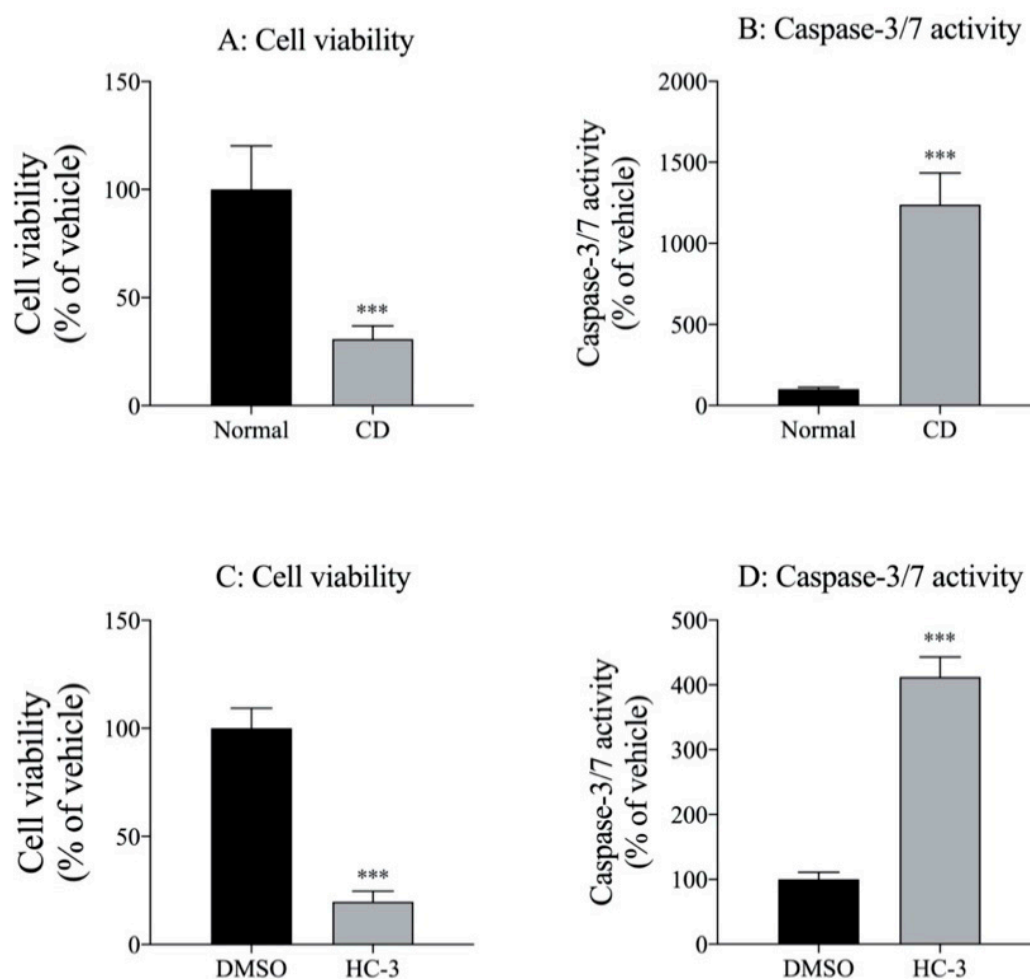 A: Cell viability
Cell viability
(% of vehicle)
150
100
50
0
***
Normal
CD
B: Caspase-3/7 activity
Caspase-3/7 activity
(% of vehicle)
2000
1500
1000
500
0
***
Normal
CD
C: Cell viability
Cell viability
(% of vehicle)
150
100
50
0
***
DMSO
HC-3
D: Caspase-3/7 activity
Caspase-3/7 activity
(% of vehicle)
500
400
300
200
100
0
***
DMSO
HC-3